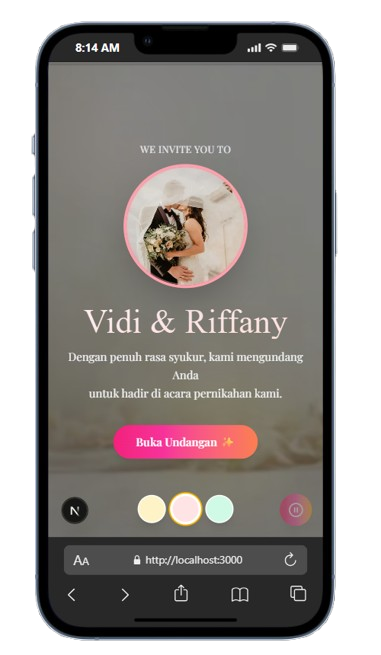 8:14 AM
WE INVITE YOU TO
Vidi & Riffany
Dengan penuh rasa syukur, kami mengundang
Anda
untuk hadir di acara pernikahan kami.
Buka Undangan ✨
N
AA
http://localhost:3000